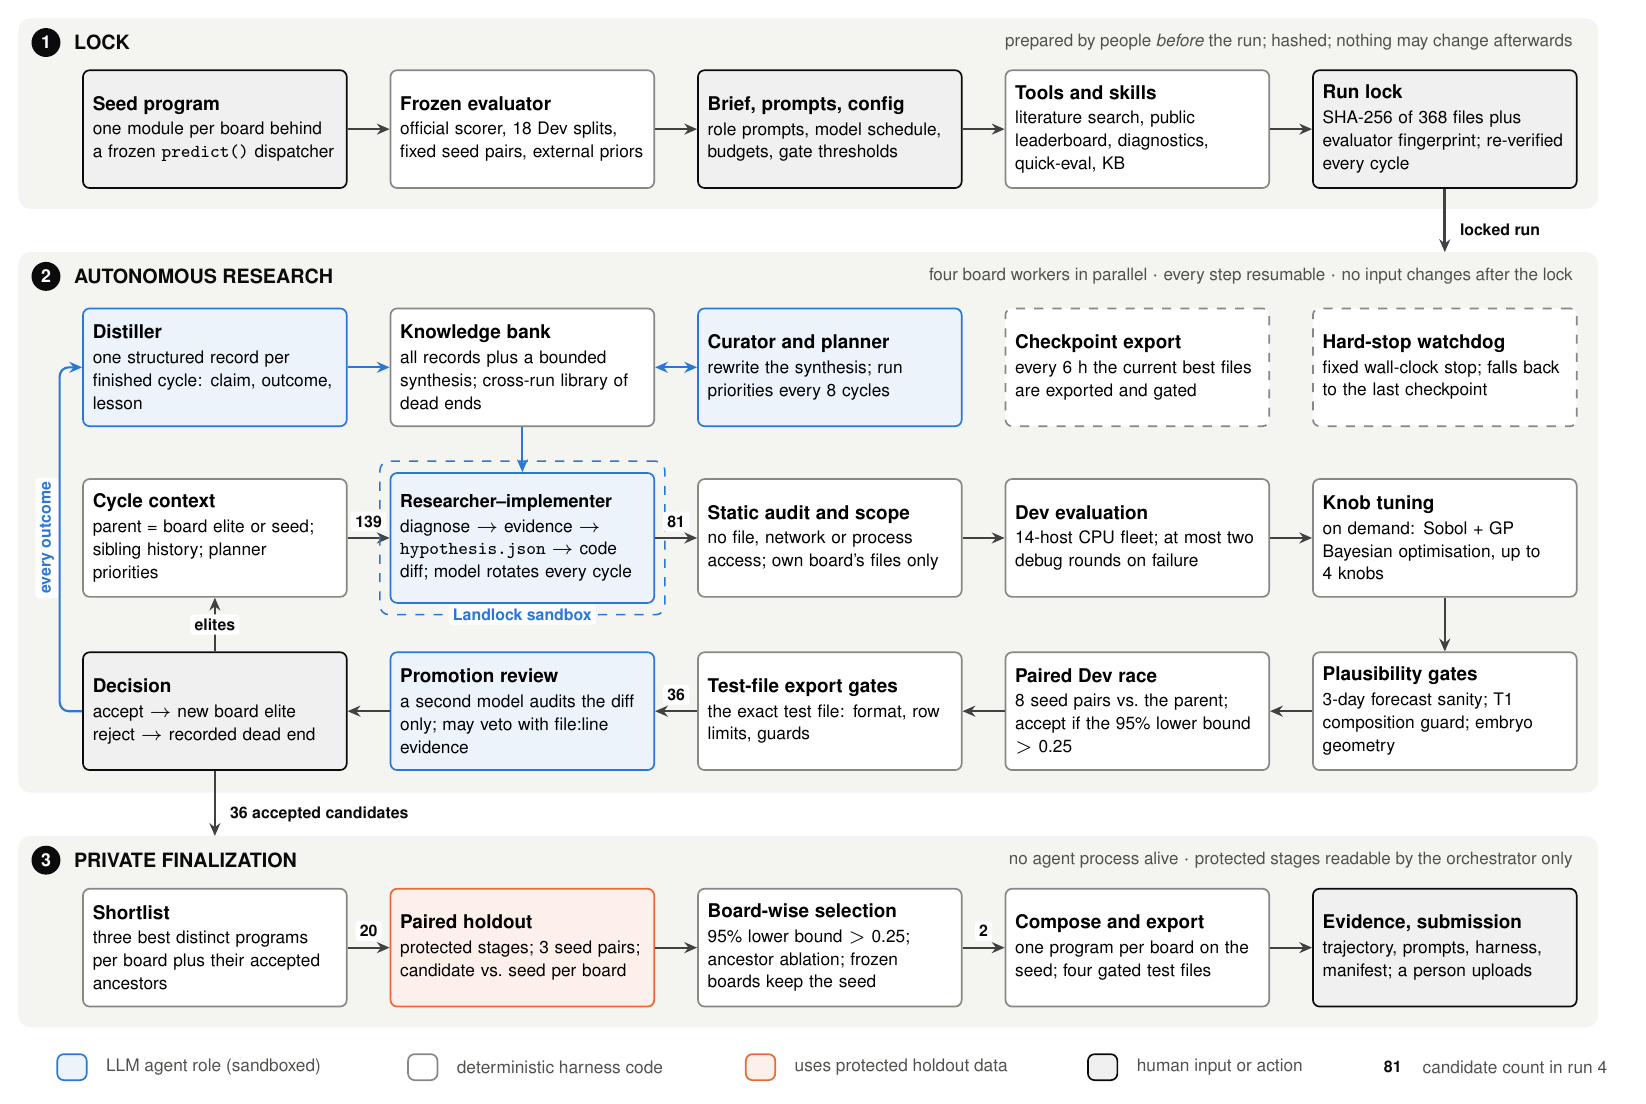 1 LOCK
prepared by people before the run; hashed; nothing may change afterwards
Seed program
one module per board behind
a frozen predict() dispatcher
Frozen evaluator
official scorer, 18 Dev splits,
fixed seed pairs, external priors
Brief, prompts, config
role prompts, model schedule,
budgets, gate thresholds
Tools and skills
literature search, public
leaderboard, diagnostics,
quick-eval, KB
Run lock
SHA-256 of 368 files plus
evaluator fingerprint; re-verified
every cycle
locked run
2 AUTONOMOUS RESEARCH
four board workers in parallel · every step resumable · no input changes after the lock
Distiller
one structured record per
finished cycle: claim, outcome,
lesson
Knowledge bank
all records plus a bounded
synthesis; cross-run library of
dead ends
Curator and planner
rewrite the synthesis; run
priorities every 8 cycles
Checkpoint export
every 6 h the current best files
are exported and gated
Hard-stop watchdog
fixed wall-clock stop; falls back
to the last checkpoint
every outcome
Cycle context
parent = board elite or seed;
sibling history; planner
priorities
139
Researcher–implementer
diagnose → evidence →
hypothesis.json → code
diff; model rotates every cycle
Landlock sandbox
81
Static audit and scope
no file, network or process
access; own board's files only
Dev evaluation
14-host CPU fleet; at most two
debug rounds on failure
Knob tuning
on demand: Sobol + GP
Bayesian optimisation, up to
4 knobs
elites
Decision
accept → new board elite
reject → recorded dead end
Promotion review
a second model audits the diff
only; may veto with file:line
evidence
36
Test-file export gates
the exact test file: format, row
limits, guards
Paired Dev race
8 seed pairs vs. the parent;
accept if the 95% lower bound
> 0.25
Plausibility gates
3-day forecast sanity; T1
composition guard; embryo
geometry
36 accepted candidates
3 PRIVATE FINALIZATION
no agent process alive · protected stages readable by the orchestrator only
Shortlist
three best distinct programs
per board plus their accepted
ancestors
20
Paired holdout
protected stages; 3 seed pairs;
candidate vs. seed per board
Board-wise selection
95% lower bound > 0.25;
ancestor ablation; frozen
boards keep the seed
2
Compose and export
one program per board on the
seed; four gated test files
Evidence, submission
trajectory, prompts, harness,
manifest; a person uploads
LLM agent role (sandboxed)
deterministic harness code
uses protected holdout data
human input or action
81 candidate count in run 4